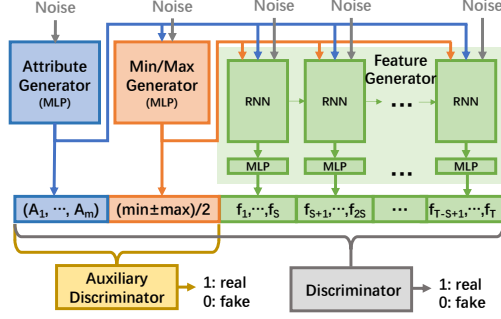 Noise Noise Noise Noise Noise
Attribute
Generator
(MLP)
Min/Max
Generator
(MLP)
Feature
Generator
RNN RNN ... RNN
MLP MLP ... MLP
(A1, ···, Am) (min±max)/2 f1,···,fS fS+1,···,f2S ··· fT-S+1,···,fT
Auxiliary
Discriminator
1: real
0: fake
Discriminator
1: real
0: fake